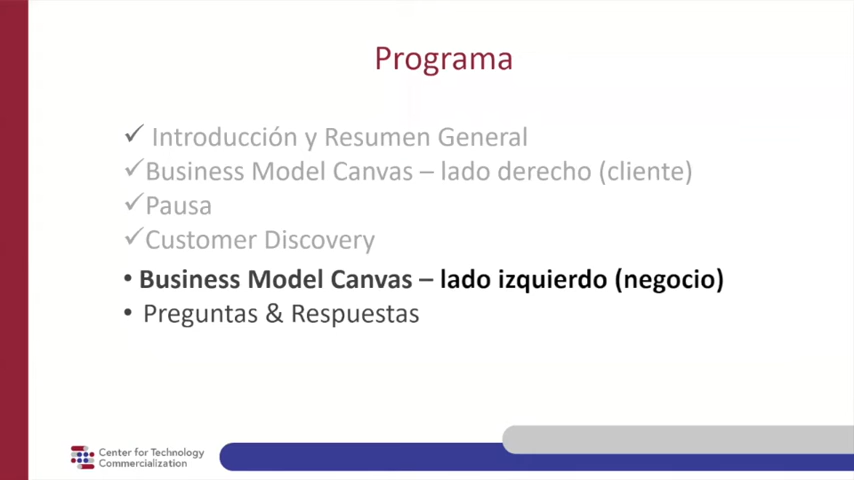 Programa
✓ Introducción y Resumen General
✓Business Model Canvas – lado derecho (cliente)
✓Pausa
✓Customer Discovery
• Business Model Canvas – lado izquierdo (negocio)
• Preguntas & Respuestas
Center for Technology
Commercialization